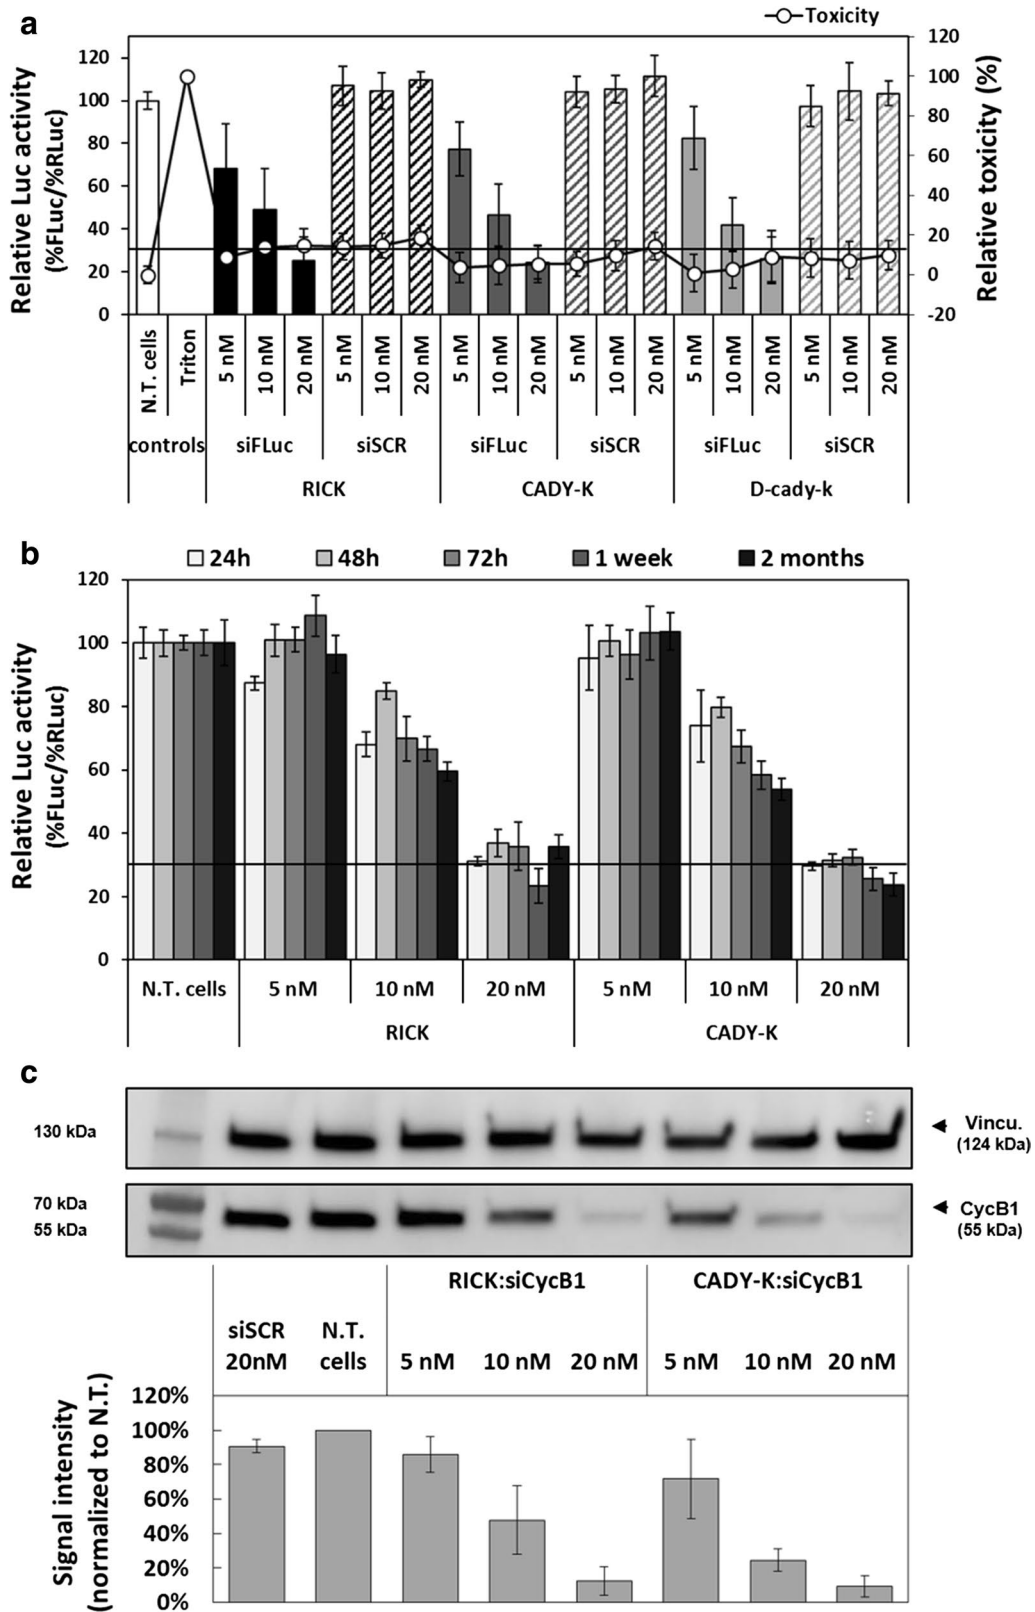 a
Toxicity
Relative Luc activity
(%FLuc/%RLuc)
120
100
80
60
40
20
0
120
100
80
60
40
20
0
-20
Relative toxicity (%)
N.T. cells
Triton
5 nM
10 nM
20 nM
5 nM
10 nM
20 nM
5 nM
10 nM
20 nM
5 nM
10 nM
20 nM
5 nM
10 nM
20 nM
5 nM
10 nM
20 nM
controls siFLuc siSCR siFLuc siSCR siFLuc siSCR
RICK CADY-K D-cady-k
b
24h 48h 72h 1 week 2 months
Relative Luc activity
(%FLuc/%RLuc)
120
100
80
60
40
20
0
N.T. cells 5 nM 10 nM 20 nM 5 nM 10 nM 20 nM
RICK CADY-K
c
130 kDa
Vincu.
(124 kDa)
70 kDa
55 kDa
CycB1
(55 kDa)
RICK:siCycB1 CADY-K:siCycB1
siSCR N.T.
20nM cells 5 nM 10 nM 20 nM 5 nM 10 nM 20 nM
Signal intensity
(normalized to N.T.)
120%
100%
80%
60%
40%
20%
0%